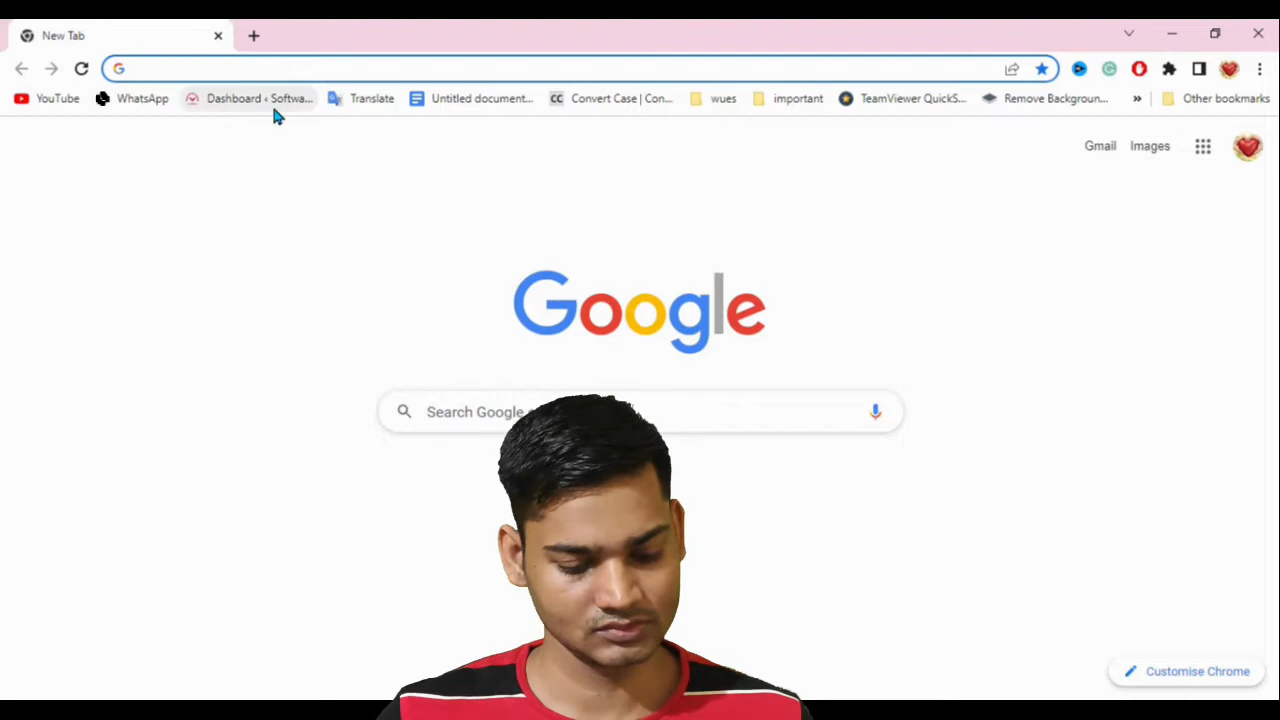 New Tab
YouTube WhatsApp Dashboard ‹ Softwa... Translate Untitled document... CC Convert Case | Con... wues important TeamViewer QuickS... Remove Backgroun... » Other bookmarks
Gmail Images
Google
Search Google
Customise Chrome